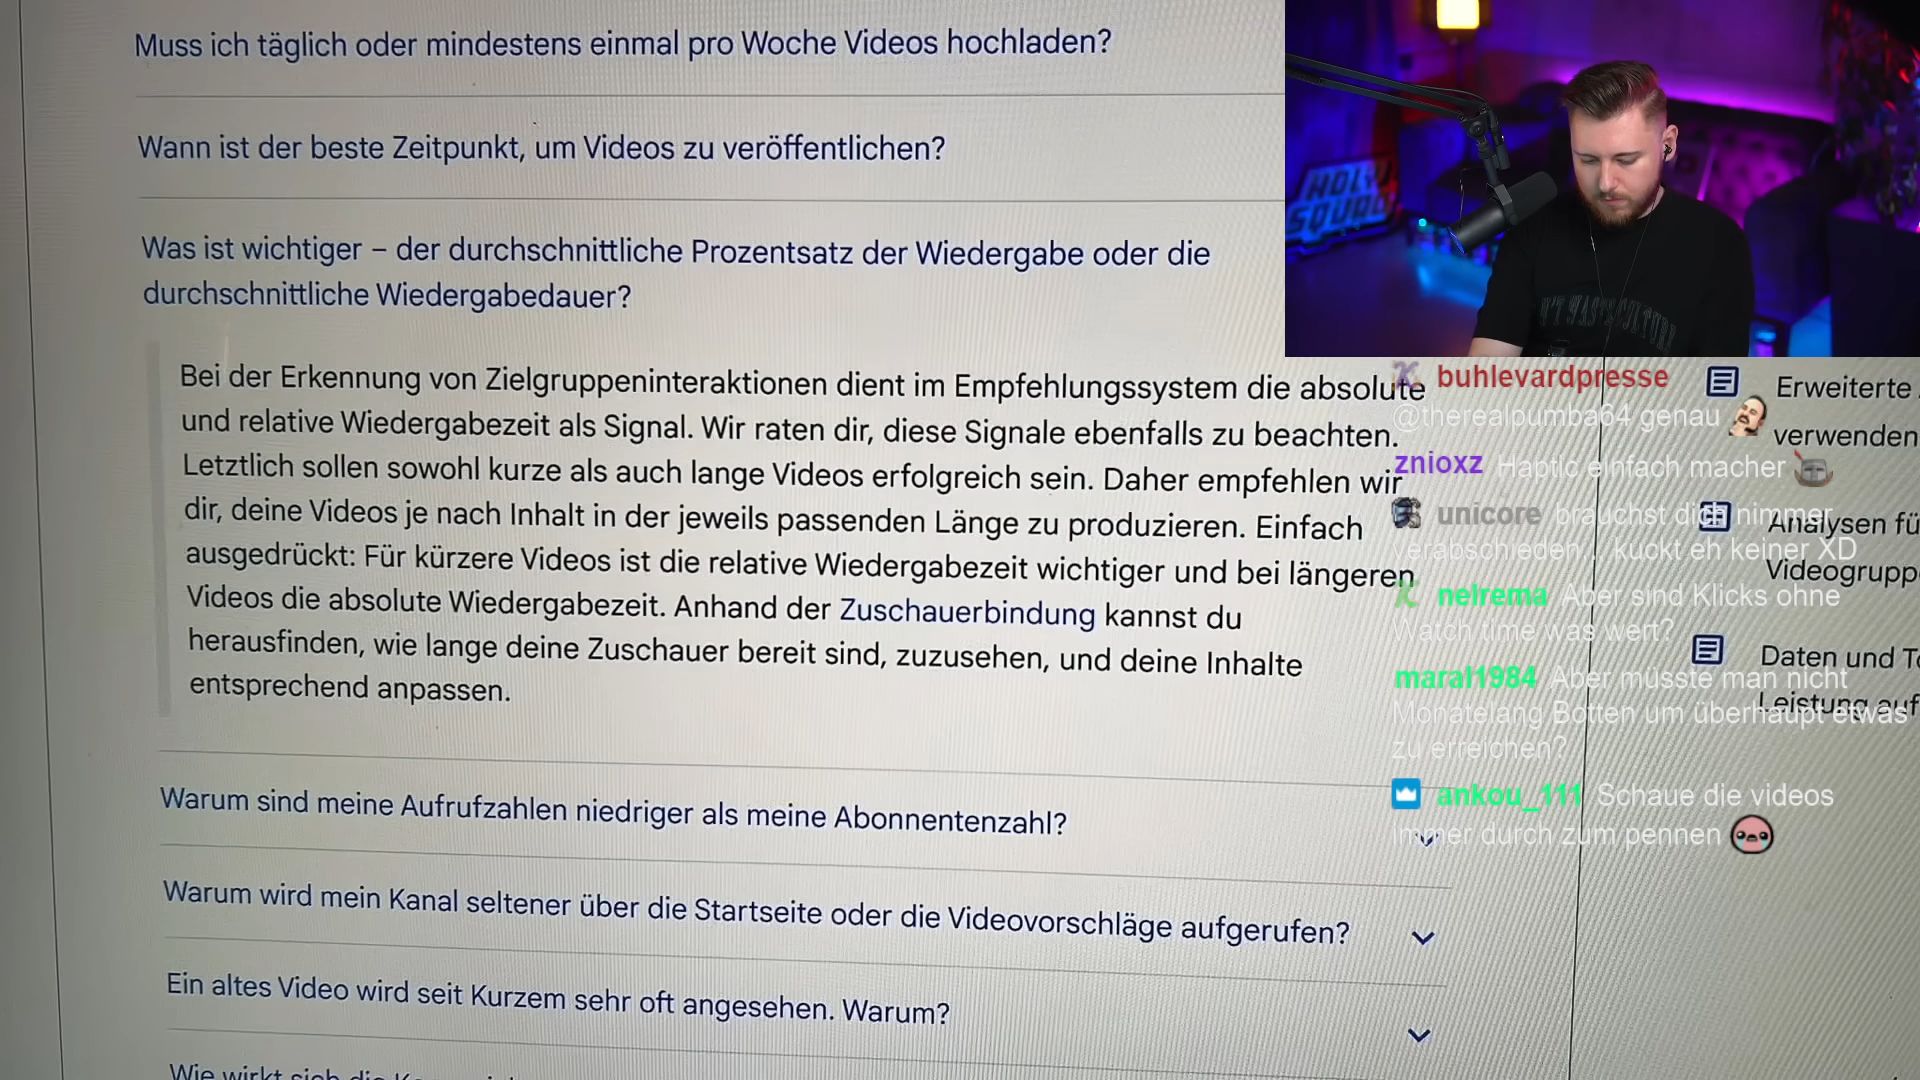 Muss ich täglich oder mindestens einmal pro Woche Videos hochladen?
Wann ist der beste Zeitpunkt, um Videos zu veröffentlichen?
Was ist wichtiger – der durchschnittliche Prozentsatz der Wiedergabe oder die
durchschnittliche Wiedergabedauer?
Bei der Erkennung von Zielgruppeninteraktionen dient im Empfehlungssystem die absolute
und relative Wiedergabezeit als Signal. Wir raten dir, diese Signale ebenfalls zu beachten.
Letztlich sollen sowohl kurze als auch lange Videos erfolgreich sein. Daher empfehlen wir
dir, deine Videos je nach Inhalt in der jeweils passenden Länge zu produzieren. Einfach
ausgedrückt: Für kürzere Videos ist die relative Wiedergabezeit wichtiger und bei längeren
Videos die absolute Wiedergabezeit. Anhand der Zuschauerbindung kannst du
herausfinden, wie lange deine Zuschauer bereit sind, zuzusehen, und deine Inhalte
entsprechend anpassen.
Warum sind meine Aufrufzahlen niedriger als meine Abonnentenzahl?
Warum wird mein Kanal seltener über die Startseite oder die Videovorschläge aufgerufen?
Ein altes Video wird seit Kurzem sehr oft angesehen. Warum?
Wie wirkt sich die
HOLY
SQUAD
buhlevardpresse
@therealpumba64 genau
znioxz Haptic einfach macher
unicore brauchst dich nimmer
verabschieden... kuckt eh keiner XD
nelrema Aber sind Klicks ohne
Watch time was wert?
maral1984 Aber müsste man nicht
Monatelang Botten um überhaupt etwas
zu erreichen?
ankou_111 Schaue die videos
immer durch zum pennen
Erweiterte
verwenden
Analysen fü
Videogrupp
Daten und To
Leistung auf